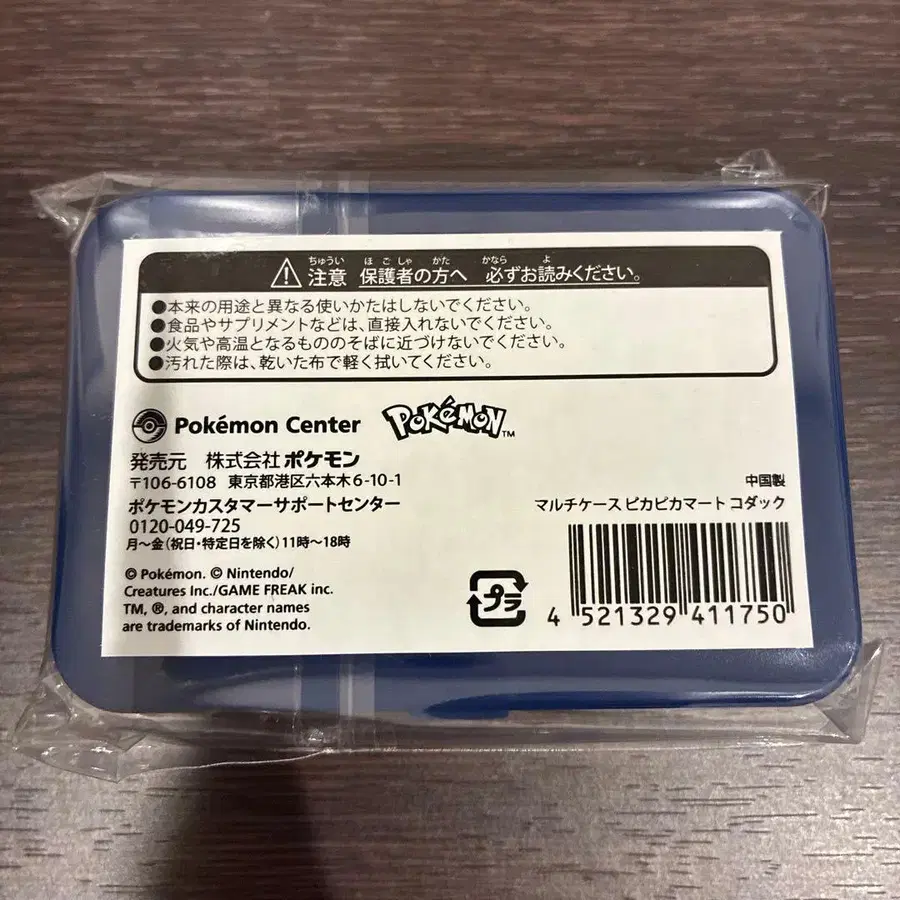 ちゅうい ほごしゃ かた かなら よ
⚠注意 保護者の方へ 必ずお読みください。
●本来の用途と異なる使いかたはしないでください。
●食品やサプリメントなどは、直接入れないでください。
●火気や高温となるもののそばに近づけないでください。
●汚れた際は、乾いた布で軽く拭いてください。
Pokémon Center POKéMON™
発売元 株式会社ポケモン
〒106-6108 東京都港区六本木6-10-1
ポケモンカスタマーサポートセンター
0120-049-725
月～金(祝日・特定日を除く)11時～18時
© Pokémon. © Nintendo/
Creatures Inc./GAME FREAK inc.
TM, ®, and character names
are trademarks of Nintendo.
中国製
マルチケース ピカピカマート コダック
プラ
4 521329 411750